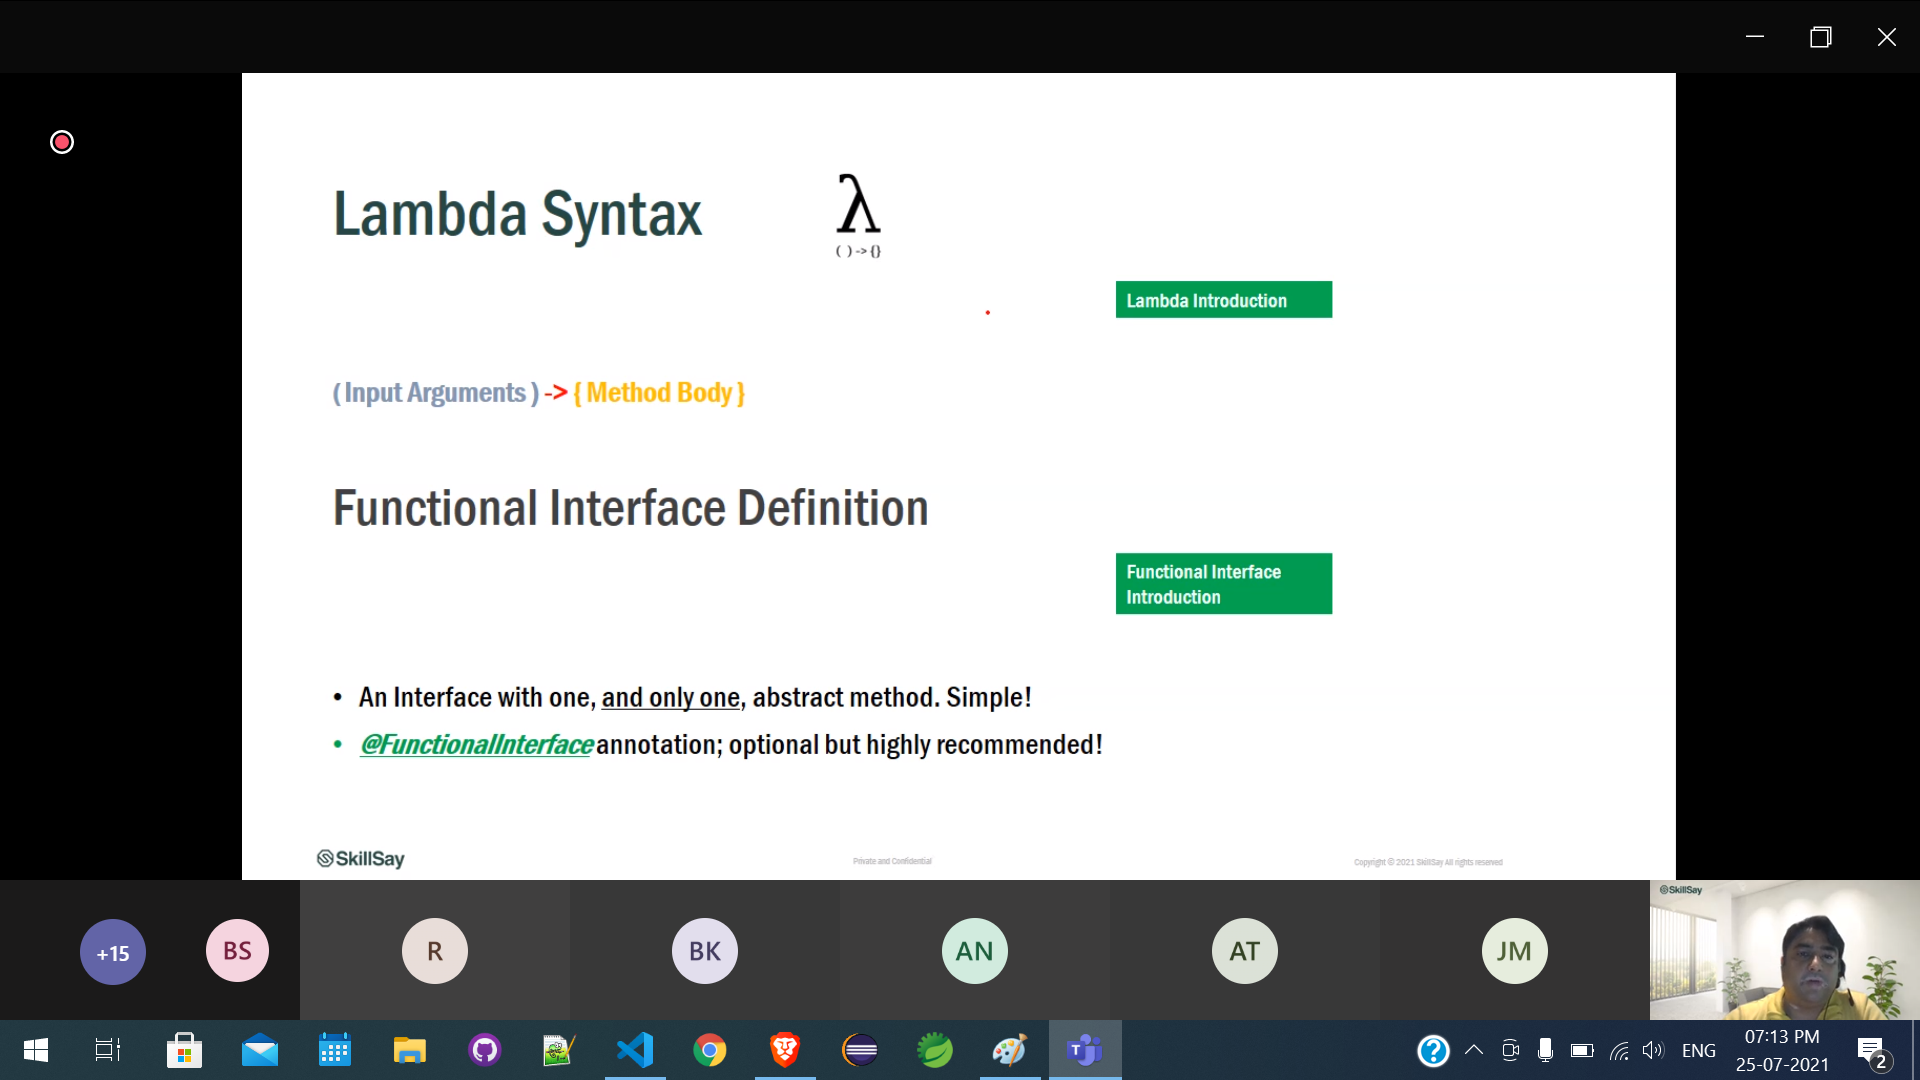 Lambda Syntax
λ
( ) -> {}
Lambda Introduction
( Input Arguments ) -> { Method Body }
Functional Interface Definition
Functional Interface
Introduction
• An Interface with one, and only one, abstract method. Simple!
• @FunctionalInterface annotation; optional but highly recommended!
SkillSay
Private and Confidential
Copyright © 2021 SkillSay All rights reserved
+15
BS
R
BK
AN
AT
JM
SkillSay
T
?
ENG
07:13 PM
25-07-2021
2